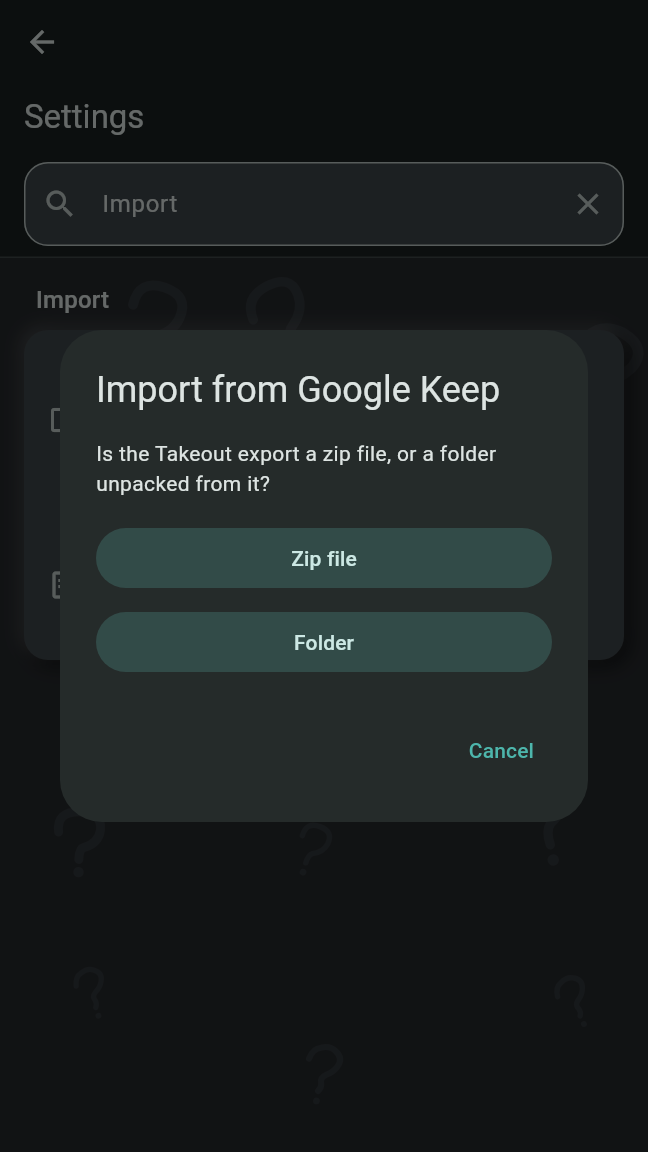 Settings
Import
Import
Import from Google Keep
Is the Takeout export a zip file, or a folder
unpacked from it?
Zip file
Folder
Cancel